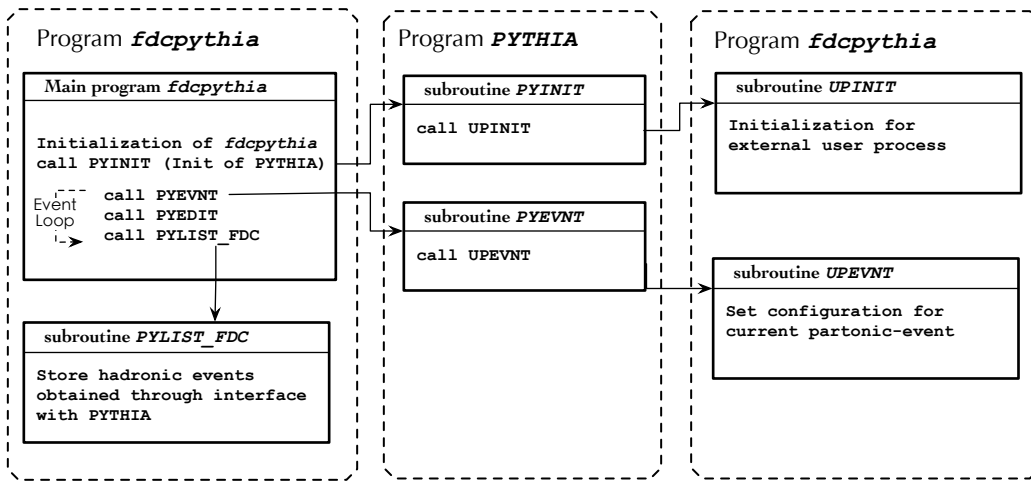 Program fdcpythia
Main program fdcpythia
Initialization of fdcpythia
call PYINIT (Init of PYTHIA)
Event
Loop
call PYEVNT
call PYEDIT
call PYLIST_FDC
subroutine PYLIST_FDC
Store hadronic events
obtained through interface
with PYTHIA
Program PYTHIA
subroutine PYINIT
call UPINIT
subroutine PYEVNT
call UPEVNT
Program fdcpythia
subroutine UPINIT
Initialization for
external user process
subroutine UPEVNT
Set configuration for
current partonic-event